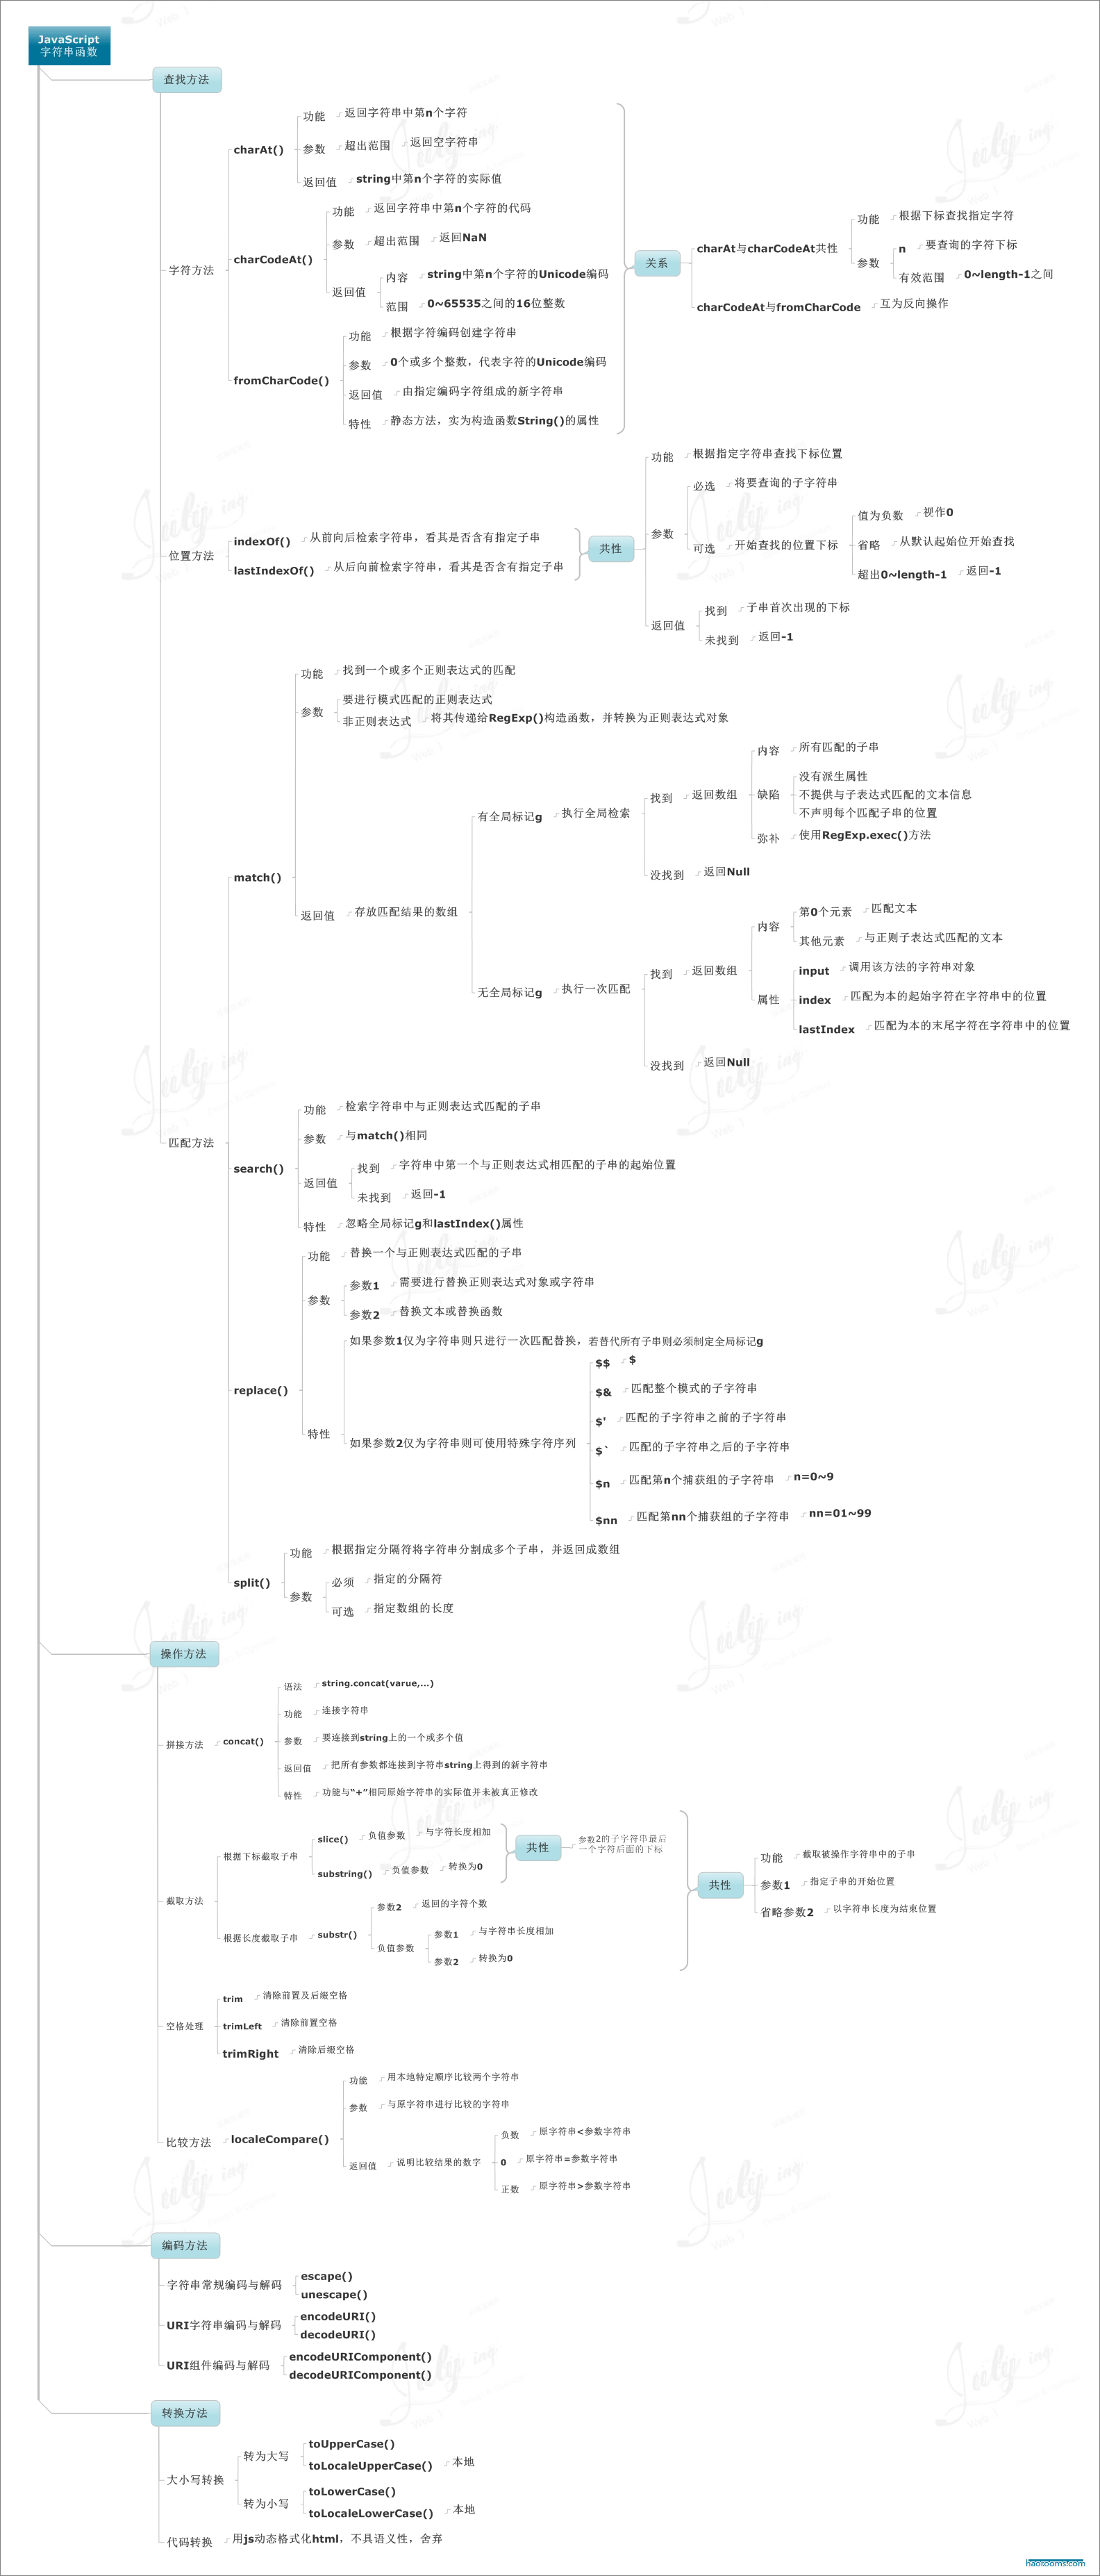 JavaScript
字符串函数
查找方法
字符方法
charAt()
功能
返回字符串中第n个字符
参数
超出范围
返回空字符串
返回值
string中第n个字符的实际值
charCodeAt()
功能
返回字符串中第n个字符的代码
参数
超出范围
返回NaN
返回值
内容
string中第n个字符的Unicode编码
范围
0~65535之间的16位整数
fromCharCode()
功能
根据字符编码创建字符串
参数
0个或多个整数，代表字符的Unicode编码
返回值
由指定编码字符组成的新字符串
特性
静态方法，实为构造函数String()的属性
关系
charAt与charCodeAt共性
功能
根据下标查找指定字符
参数
n
要查询的字符下标
有效范围
0~length-1之间
charCodeAt与fromCharCode
互为反向操作
位置方法
indexOf()
从前向后检索字符串，看其是否含有指定子串
lastIndexOf()
从后向前检索字符串，看其是否含有指定子串
共性
功能
根据指定字符串查找下标位置
参数
必选
将要查询的子字符串
可选
开始查找的位置下标
值为负数
视作0
省略
从默认起始位开始查找
超出0~length-1
返回-1
返回值
找到
子串首次出现的下标
未找到
返回-1
匹配方法
match()
功能
找到一个或多个正则表达式的匹配
参数
要进行模式匹配的正则表达式
非正则表达式
将其传递给RegExp()构造函数，并转换为正则表达式对象
返回值
存放匹配结果的数组
有全局标记g
执行全局检索
找到
返回数组
内容
所有匹配的子串
缺陷
没有派生属性
不提供与子表达式匹配的文本信息
不声明每个匹配子串的位置
弥补
使用RegExp.exec()方法
没找到
返回Null
无全局标记g
执行一次匹配
找到
返回数组
内容
第0个元素
匹配文本
其他元素
与正则子表达式匹配的文本
属性
input
调用该方法的字符串对象
index
匹配为本的起始字符在字符串中的位置
lastIndex
匹配为本的末尾字符在字符串中的位置
没找到
返回Null
search()
功能
检索字符串中与正则表达式匹配的子串
参数
与match()相同
返回值
找到
字符串中第一个与正则表达式相匹配的子串的起始位置
未找到
返回-1
特性
忽略全局标记g和lastIndex()属性
replace()
功能
替换一个与正则表达式匹配的子串
参数
参数1
需要进行替换正则表达式对象或字符串
参数2
替换文本或替换函数
特性
如果参数1仅为字符串则只进行一次匹配替换，若替代所有子串则必须制定全局标记g
如果参数2仅为字符串则可使用特殊字符序列
$$
$
$&
匹配整个模式的子字符串
$'
匹配的子字符串之前的子字符串
$`
匹配的子字符串之后的子字符串
$n
匹配第n个捕获组的子字符串
n=0~9
$nn
匹配第nn个捕获组的子字符串
nn=01~99
split()
功能
根据指定分隔符将字符串分割成多个子串，并返回成数组
参数
必须
指定的分隔符
可选
指定数组的长度
操作方法
拼接方法
concat()
语法
string.concat(varue,...)
功能
连接字符串
参数
要连接到string上的一个或多个值
返回值
把所有参数都连接到字符串string上得到的新字符串
特性
功能与“+”相同原始字符串的实际值并未被真正修改
截取方法
根据下标截取子串
slice()
负值参数
与字符长度相加
substring()
负值参数
转换为0
共性
参数2的子字符串最后
一个字符后面的下标
根据长度截取子串
substr()
参数2
返回的字符个数
负值参数
参数1
与字符串长度相加
参数2
转换为0
共性
功能
截取被操作字符串中的子串
参数1
指定子串的开始位置
省略参数2
以字符串长度为结束位置
空格处理
trim
清除前置及后缀空格
trimLeft
清除前置空格
trimRight
清除后缀空格
比较方法
localeCompare()
功能
用本地特定顺序比较两个字符串
参数
与原字符串进行比较的字符串
返回值
说明比较结果的数字
负数
原字符串<参数字符串
0
原字符串=参数字符串
正数
原字符串>参数字符串
编码方法
字符串常规编码与解码
escape()
unescape()
URI字符串编码与解码
encodeURI()
decodeURI()
URI组件编码与解码
encodeURIComponent()
decodeURIComponent()
转换方法
大小写转换
转为大写
toUpperCase()
toLocaleUpperCase()
本地
转为小写
toLowerCase()
toLocaleLowerCase()
本地
代码转换
用js动态格式化html，不具语义性，舍弃
haorooms.com